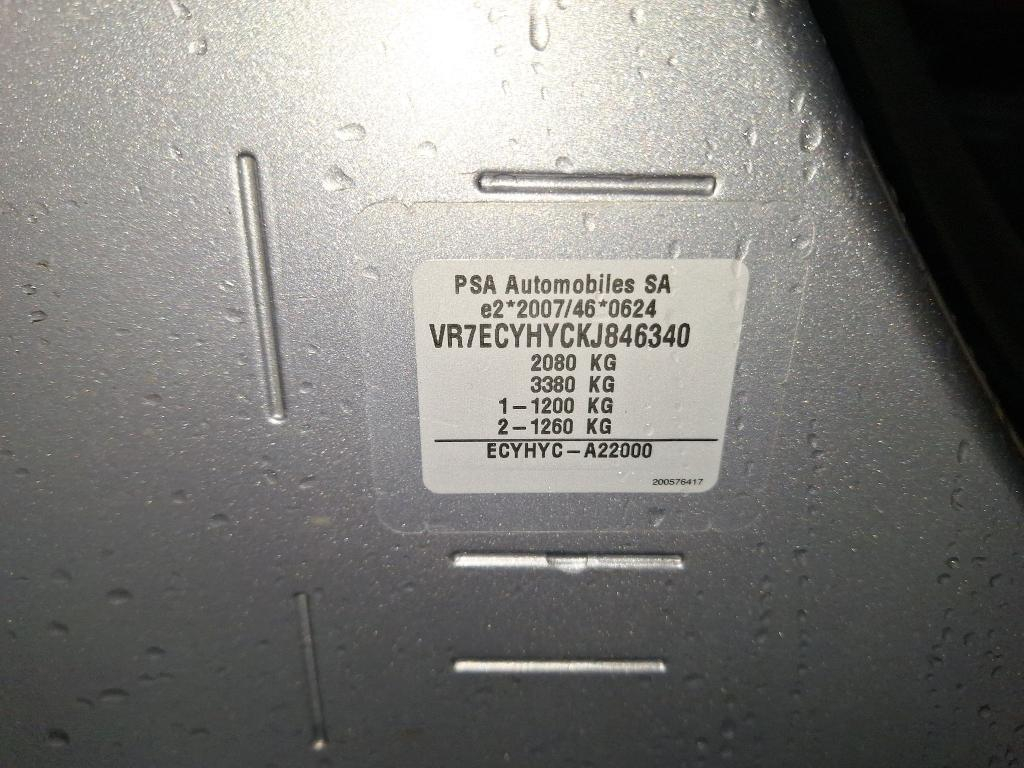 PSA Automobiles SA
e2*2007/46*0624
VR7ECYHYCKJ846340
2080 KG
3380 KG
1-1200 KG
2-1260 KG
ECYHYC-A22000
200576417